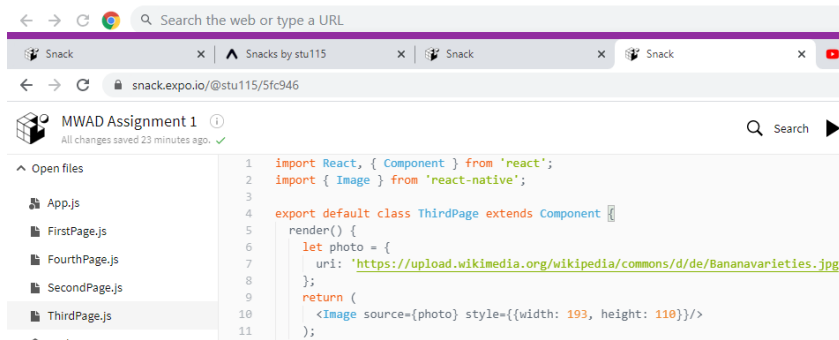 Search the web or type a URL
Snack
Snacks by stu115
Snack
Snack
snack.expo.io/@stu115/5fc946
MWAD Assignment 1
All changes saved 23 minutes ago.
Search
Open files
App.js
FirstPage.js
FourthPage.js
SecondPage.js
ThirdPage.js
1 import React, { Component } from 'react';
2 import { Image } from 'react-native';
3
4 export default class ThirdPage extends Component {
5 render() {
6 let photo = {
7 uri: 'https://upload.wikimedia.org/wikipedia/commons/d/de/Bananavarieties.jpg
8 };
9 return (
10 <Image source={photo} style={{width: 193, height: 110}}/>
11 );